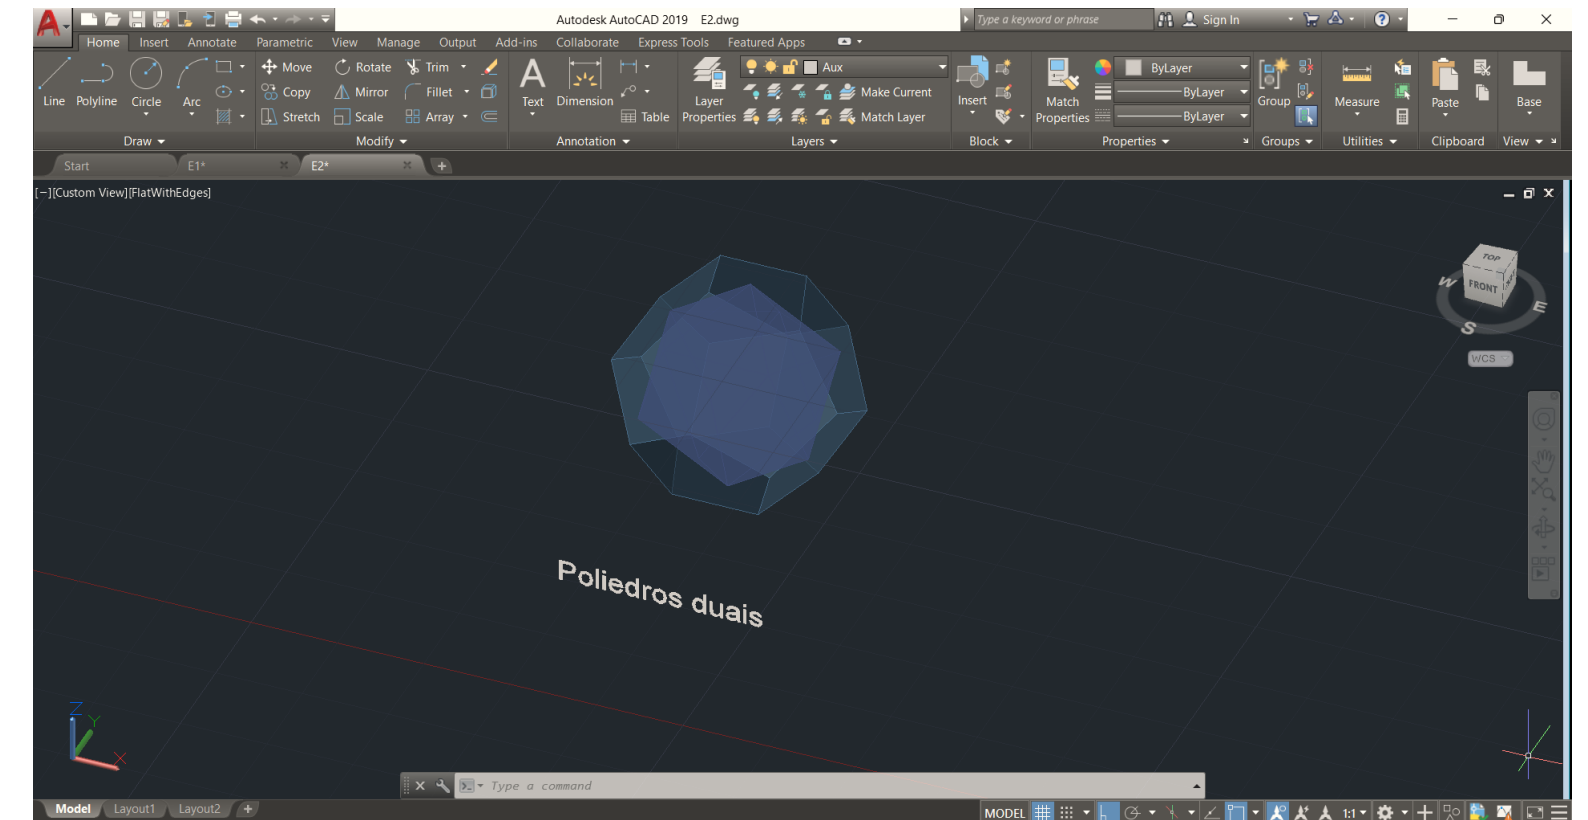 Autodesk AutoCAD 2019 E2.dwg
Type a keyword or phrase
Sign In
Home Insert Annotate Parametric View Manage Output Add-ins Collaborate Express Tools Featured Apps
Move Rotate Trim
Aux
ByLayer
Line Polyline Circle Arc
Copy Mirror Fillet
Text Dimension
Layer Properties
Make Current
Insert
Match Properties
ByLayer
Group
Measure
Paste
Base
Stretch Scale Array
Table
Match Layer
ByLayer
Draw Modify Annotation Layers Block Properties Groups Utilities Clipboard View
Start E1* E2*
[−][Custom View][FlatWithEdges]
TOP
FRONT
W
S
E
WCS
Poliedros duais
Z
Y
X
Type a command
Model Layout1 Layout2
MODEL
1:1